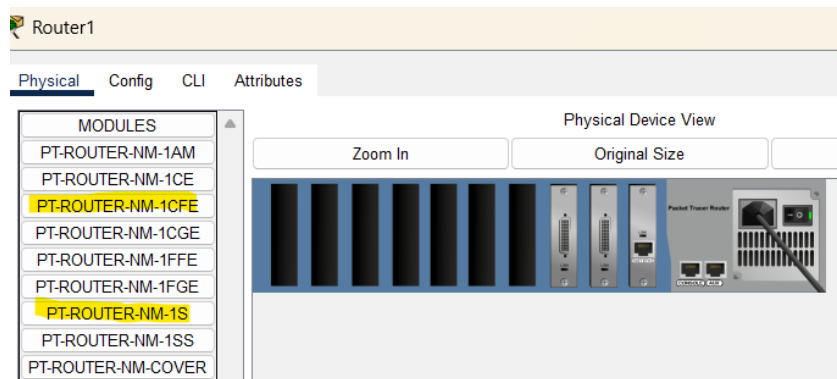 Router1
Physical Config CLI Attributes
MODULES
PT-ROUTER-NM-1AM
PT-ROUTER-NM-1CE
PT-ROUTER-NM-1CFE
PT-ROUTER-NM-1CGE
PT-ROUTER-NM-1FFE
PT-ROUTER-NM-1FGE
PT-ROUTER-NM-1S
PT-ROUTER-NM-1SS
PT-ROUTER-NM-COVER
Physical Device View
Zoom In Original Size
Packet Tracer Router
CONSOLE AUX